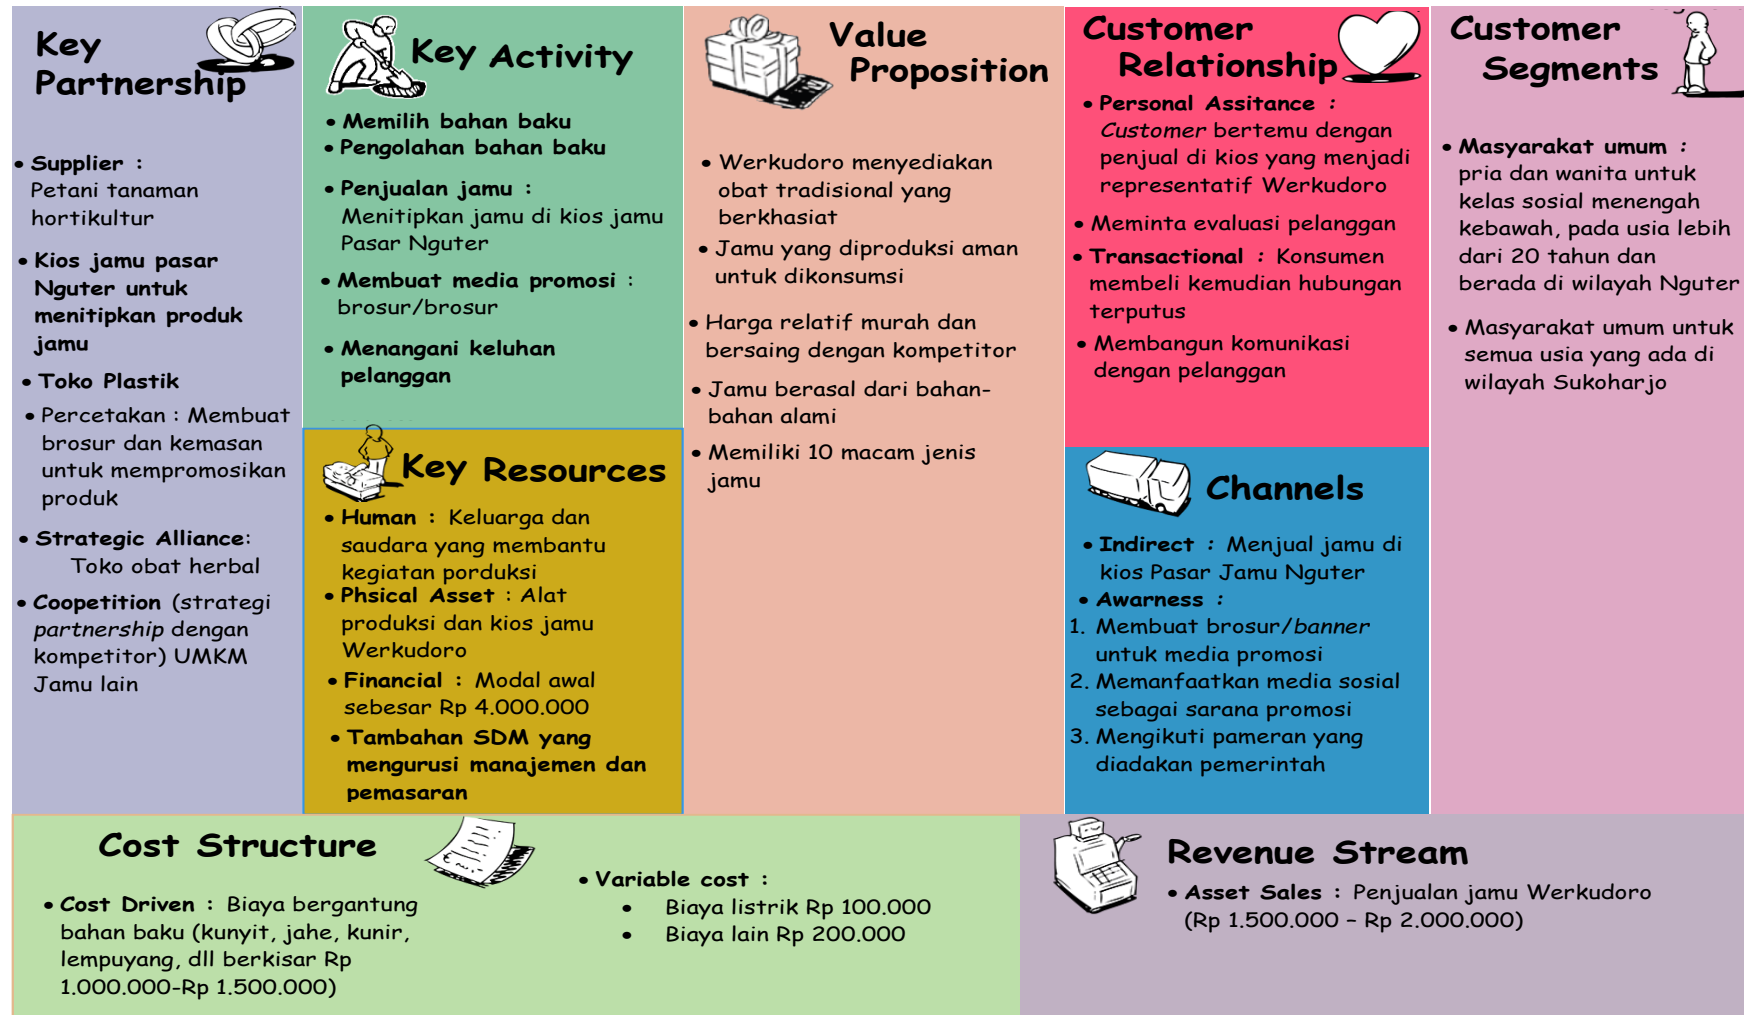 Key
Partnership
• Supplier :
Petani tanaman
hortikultur
• Kios jamu pasar
Nguter untuk
menitipkan produk
jamu
• Toko Plastik
• Percetakan : Membuat
brosur dan kemasan
untuk mempromosikan
produk
• Strategic Alliance:
Toko obat herbal
• Coopetition (strategi
partnership dengan
kompetitor) UMKM
Jamu lain
Key Activity
• Memilih bahan baku
• Pengolahan bahan baku
• Penjualan jamu :
Menitipkan jamu di kios jamu
Pasar Nguter
• Membuat media promosi :
brosur/brosur
• Menangani keluhan
pelanggan
Key Resources
• Human : Keluarga dan
saudara yang membantu
kegiatan porduksi
• Phsical Asset : Alat
produksi dan kios jamu
Werkudoro
• Financial : Modal awal
sebesar Rp 4.000.000
• Tambahan SDM yang
mengurusi manajemen dan
pemasaran
Value
Proposition
• Werkudoro menyediakan
obat tradisional yang
berkhasiat
• Jamu yang diproduksi aman
untuk dikonsumsi
• Harga relatif murah dan
bersaing dengan kompetitor
• Jamu berasal dari bahan-
bahan alami
• Memiliki 10 macam jenis
jamu
Customer
Relationship
• Personal Assitance :
Customer bertemu dengan
penjual di kios yang menjadi
representatif Werkudoro
• Meminta evaluasi pelanggan
• Transactional : Konsumen
membeli kemudian hubungan
terputus
• Membangun komunikasi
dengan pelanggan
Channels
• Indirect : Menjual jamu di
kios Pasar Jamu Nguter
• Awarness :
1. Membuat brosur/banner
untuk media promosi
2. Memanfaatkan media sosial
sebagai sarana promosi
3. Mengikuti pameran yang
diadakan pemerintah
Customer
Segments
• Masyarakat umum :
pria dan wanita untuk
kelas sosial menengah
kebawah, pada usia lebih
dari 20 tahun dan
berada di wilayah Nguter
• Masyarakat umum untuk
semua usia yang ada di
wilayah Sukoharjo
Cost Structure
• Cost Driven : Biaya bergantung
bahan baku (kunyit, jahe, kunir,
lempuyang, dll berkisar Rp
1.000.000-Rp 1.500.000)
• Variable cost :
• Biaya listrik Rp 100.000
• Biaya lain Rp 200.000
Revenue Stream
• Asset Sales : Penjualan jamu Werkudoro
(Rp 1.500.000 – Rp 2.000.000)